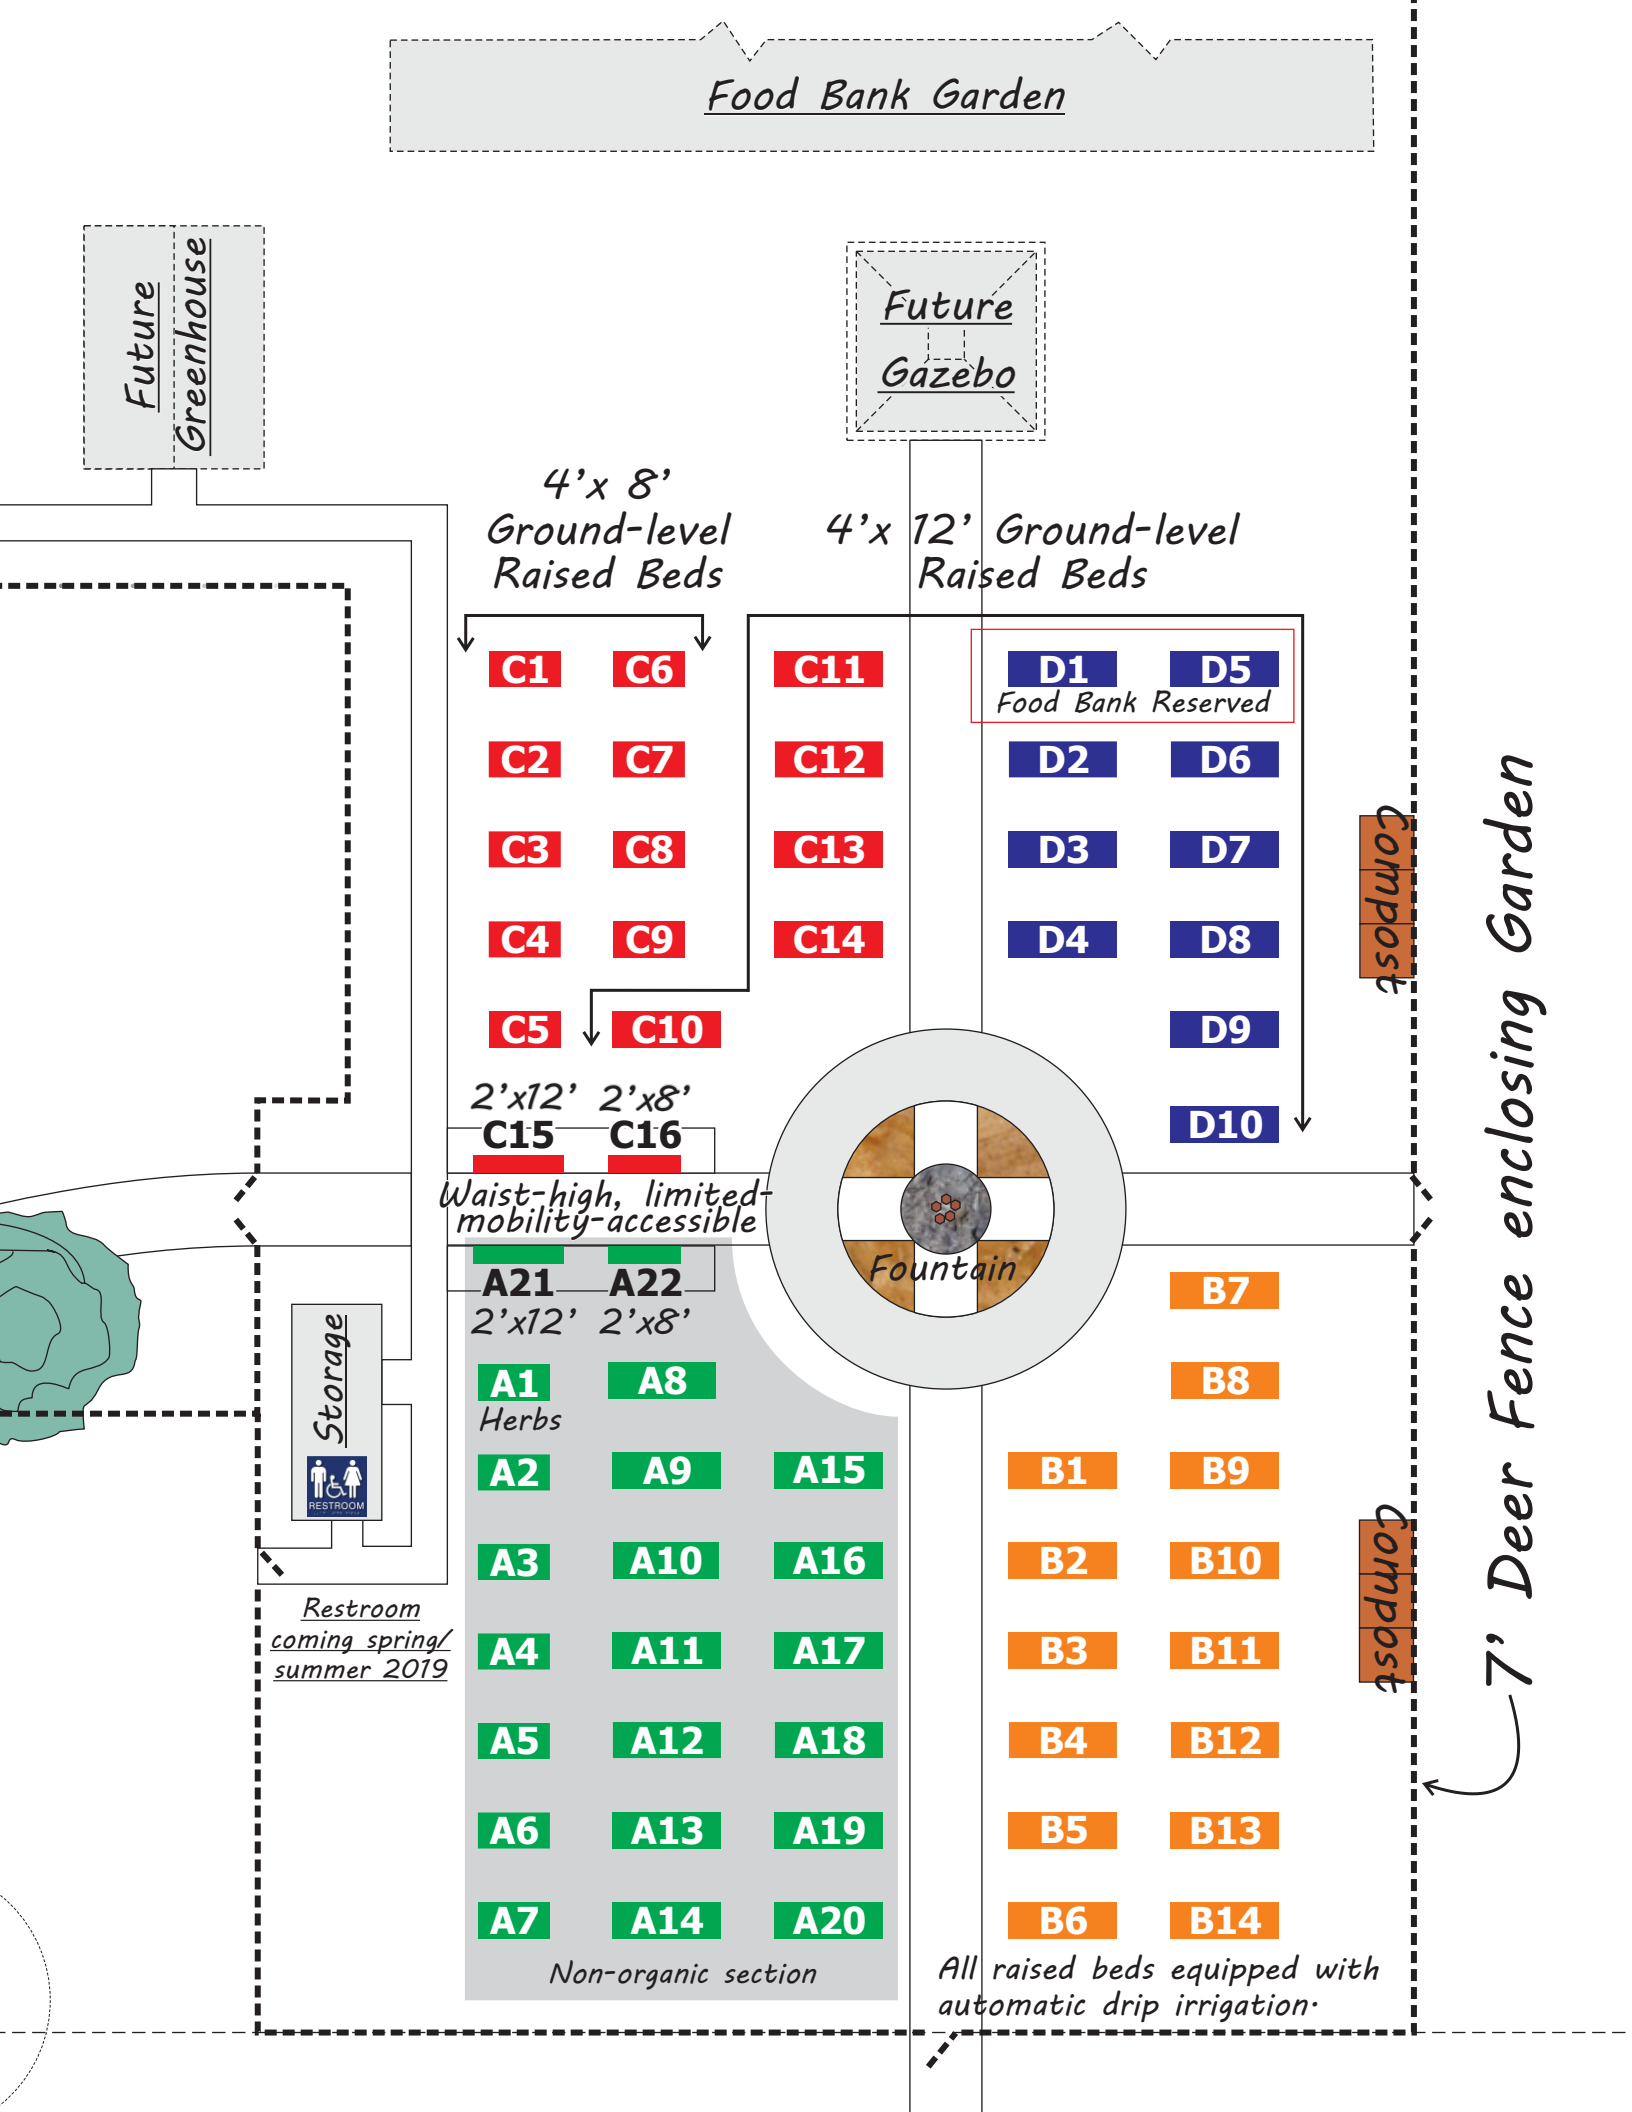 Food Bank Garden
Future
Greenhouse
Future
Gazebo
4'x 8'
Ground-level
Raised Beds
4'x 12' Ground-level
Raised Beds
C1 C6 C11 D1 D5
Food Bank Reserved
C2 C7 C12 D2 D6
C3 C8 C13 D3 D7
C4 C9 C14 D4 D8
Compost
C5 C10 D9
2'x12' 2'x8'
C15 C16 D10
Waist-high, limited-
mobility-accessible
Fountain
A21 A22 B7
2'x12' 2'x8'
Storage
RESTROOM
A1 A8 B8
Herbs
A2 A9 A15 B1 B9
A3 A10 A16 B2 B10
Compost
Restroom
coming spring/
summer 2019
A4 A11 A17 B3 B11
A5 A12 A18 B4 B12
A6 A13 A19 B5 B13
A7 A14 A20 B6 B14
Non-organic section
All raised beds equipped with
automatic drip irrigation.
7' Deer Fence enclosing Garden